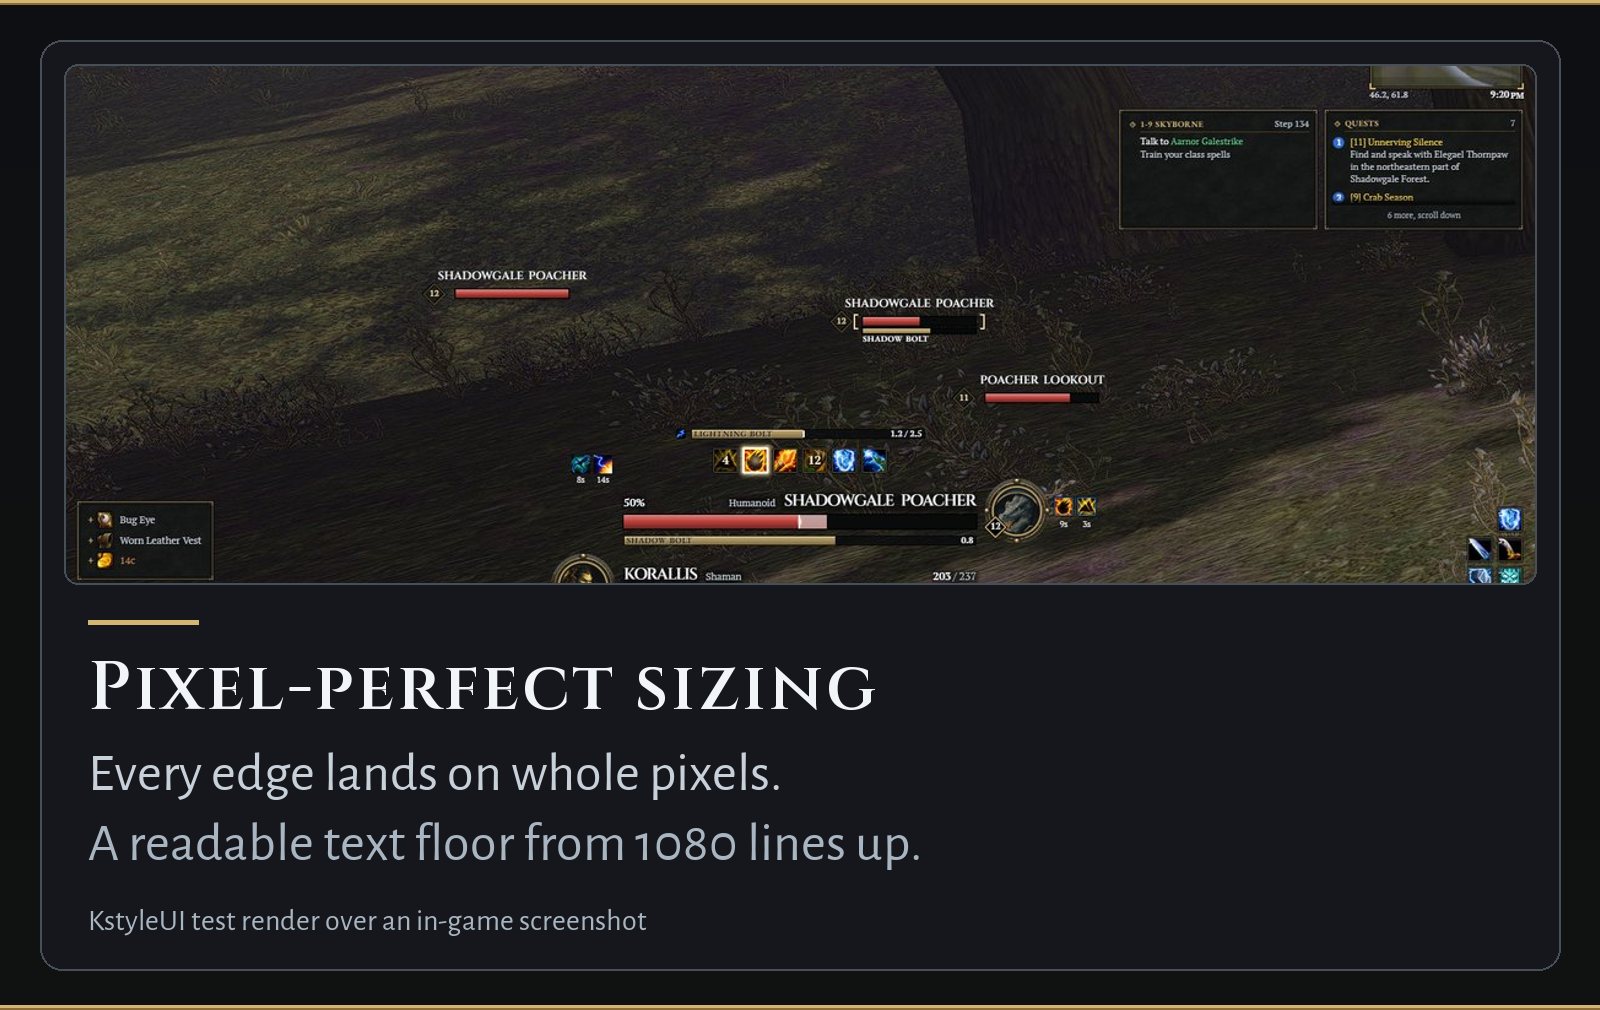 46.2, 61.8
9:20 PM
1-9 SKYBORNE
Step 134
Talk to Aarnor Galestrike
Train your class spells
QUESTS
7
1
[11] Unnerving Silence
Find and speak with Elegael Thornpaw
in the northeastern part of
Shadowgale Forest.
2
[9] Crab Season
6 more, scroll down
SHADOWGALE POACHER
12
SHADOWGALE POACHER
12
SHADOW BOLT
POACHER LOOKOUT
11
LIGHTNING BOLT
1.2 / 2.5
4
12
8s
14s
50%
Humanoid SHADOWGALE POACHER
12
9s
3s
SHADOW BOLT
0.8
KORALLIS Shaman
203 / 237
+ Bug Eye
+ Worn Leather Vest
+ 14c
PIXEL-PERFECT SIZING
Every edge lands on whole pixels.
A readable text floor from 1080 lines up.
KstyleUI test render over an in-game screenshot